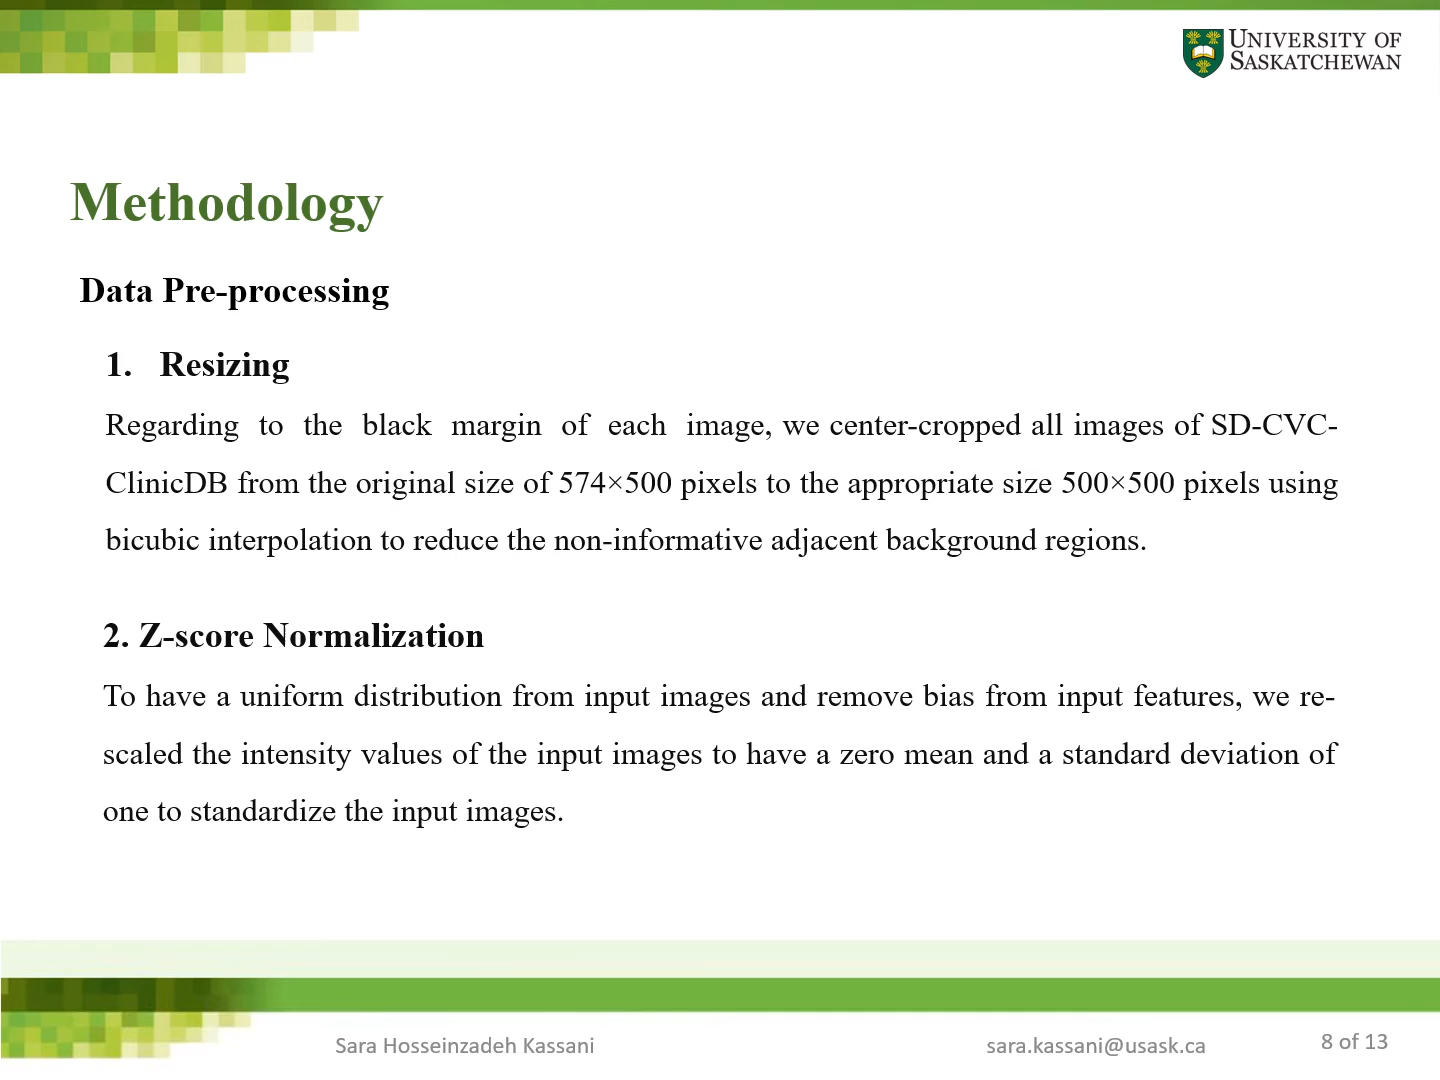 UNIVERSITY OF
SASKATCHEWAN
Methodology
Data Pre-processing
1. Resizing
Regarding to the black margin of each image, we center-cropped all images of SD-CVC-
ClinicDB from the original size of 574×500 pixels to the appropriate size 500×500 pixels using
bicubic interpolation to reduce the non-informative adjacent background regions.
2. Z-score Normalization
To have a uniform distribution from input images and remove bias from input features, we re-
scaled the intensity values of the input images to have a zero mean and a standard deviation of
one to standardize the input images.
Sara Hosseinzadeh Kassani
sara.kassani@usask.ca
8 of 13